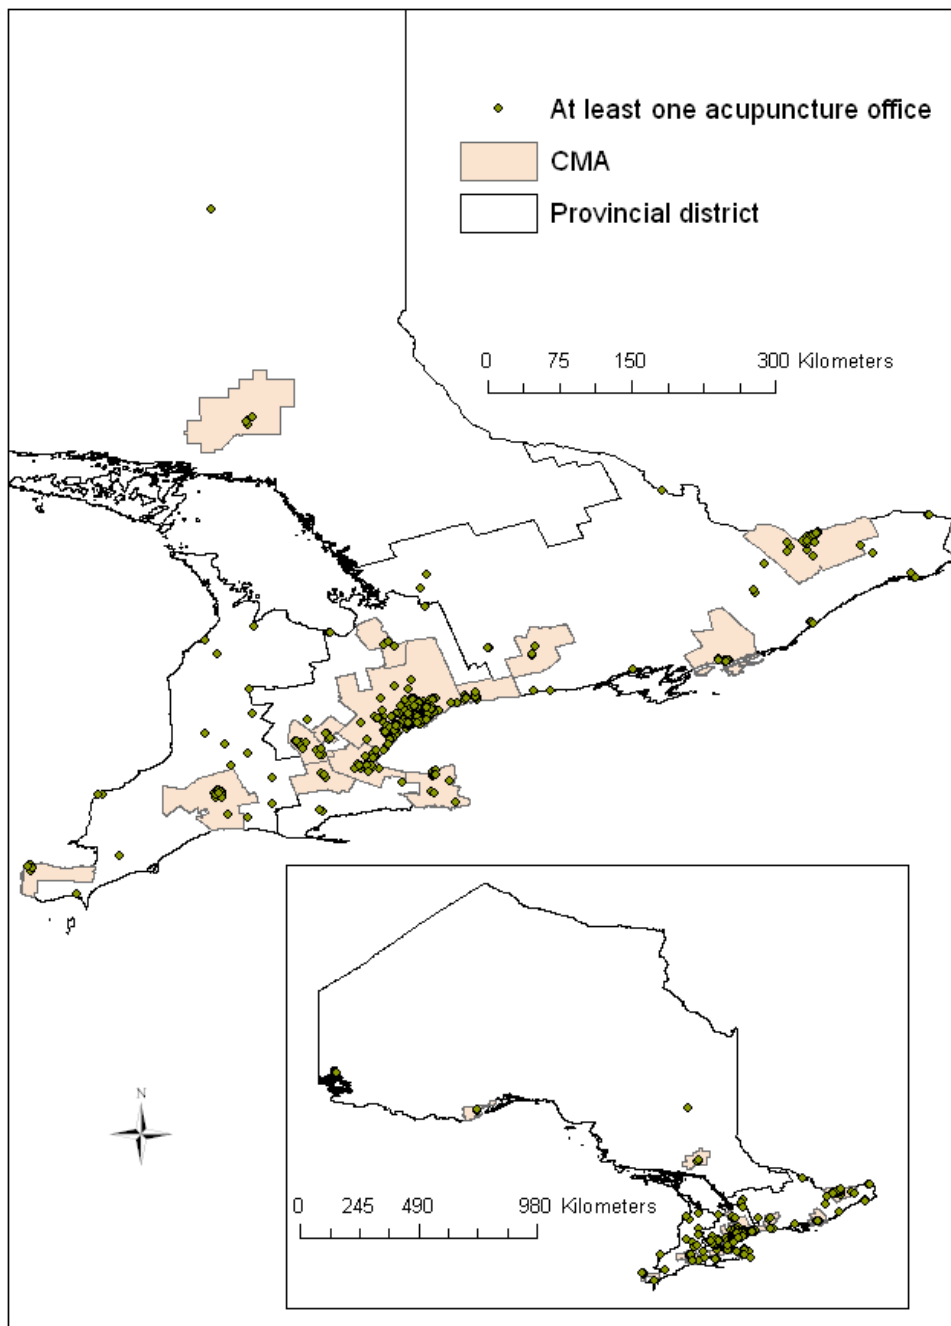 At least one acupuncture office
CMA
Provincial district
0 75 150 300 Kilometers
N
0 245 490 980 Kilometers